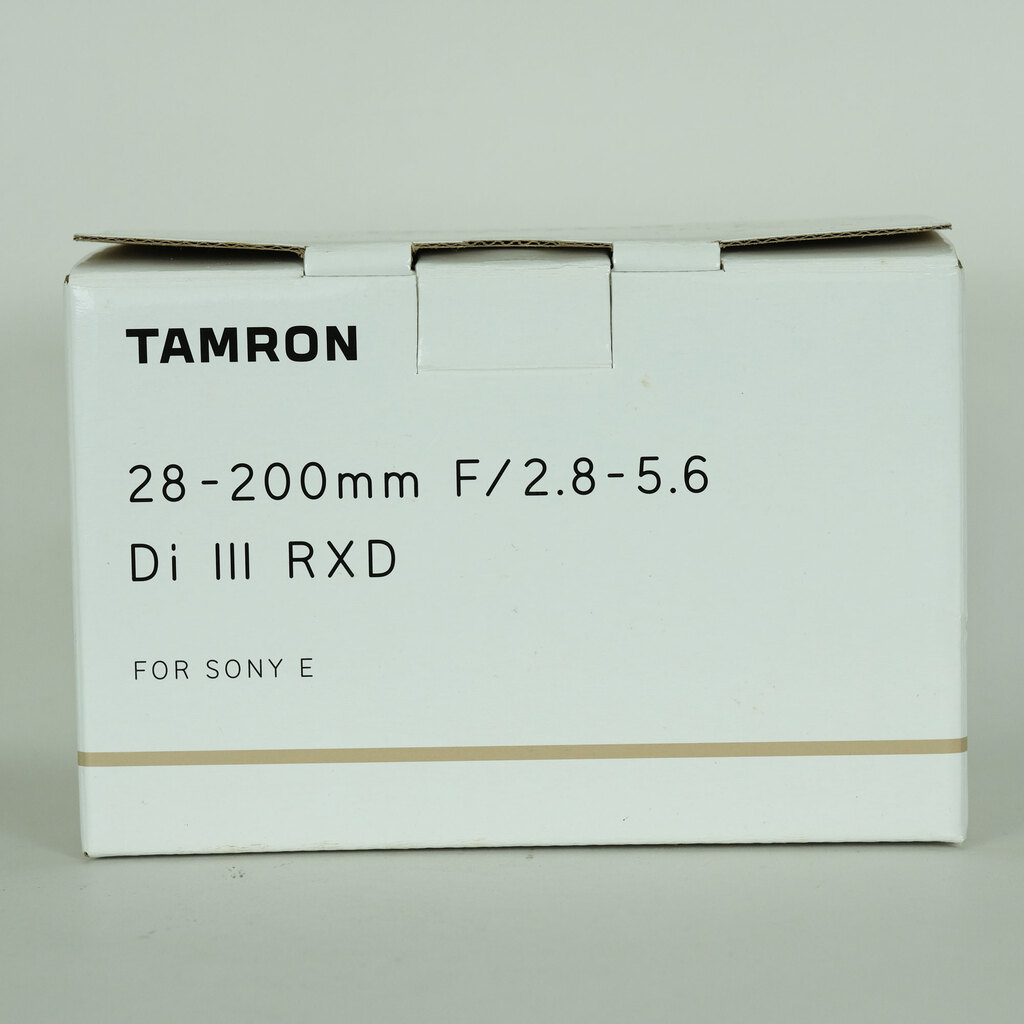 TAMRON
28-200mm F/2.8-5.6
Di III RXD
FOR SONY E